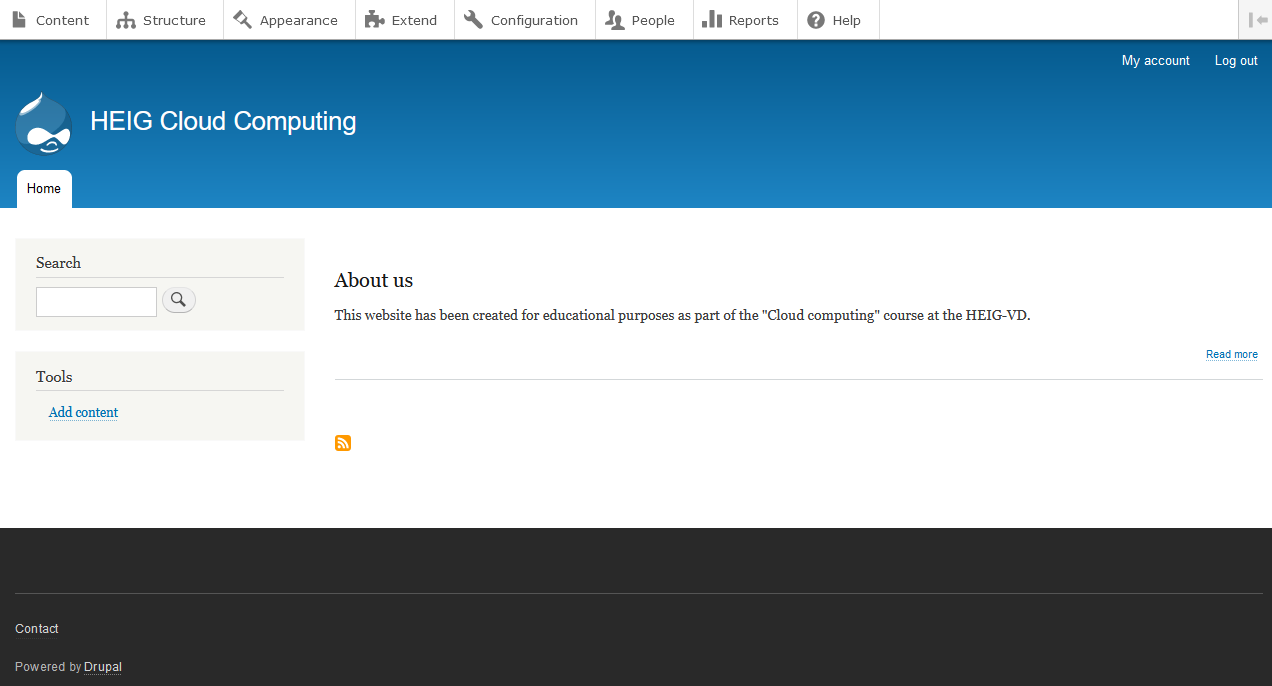 Content Structure Appearance Extend Configuration People Reports Help
My account Log out
HEIG Cloud Computing
Home
Search
Tools
Add content
About us
This website has been created for educational purposes as part of the "Cloud computing" course at the HEIG-VD.
Read more
Contact
Powered by Drupal